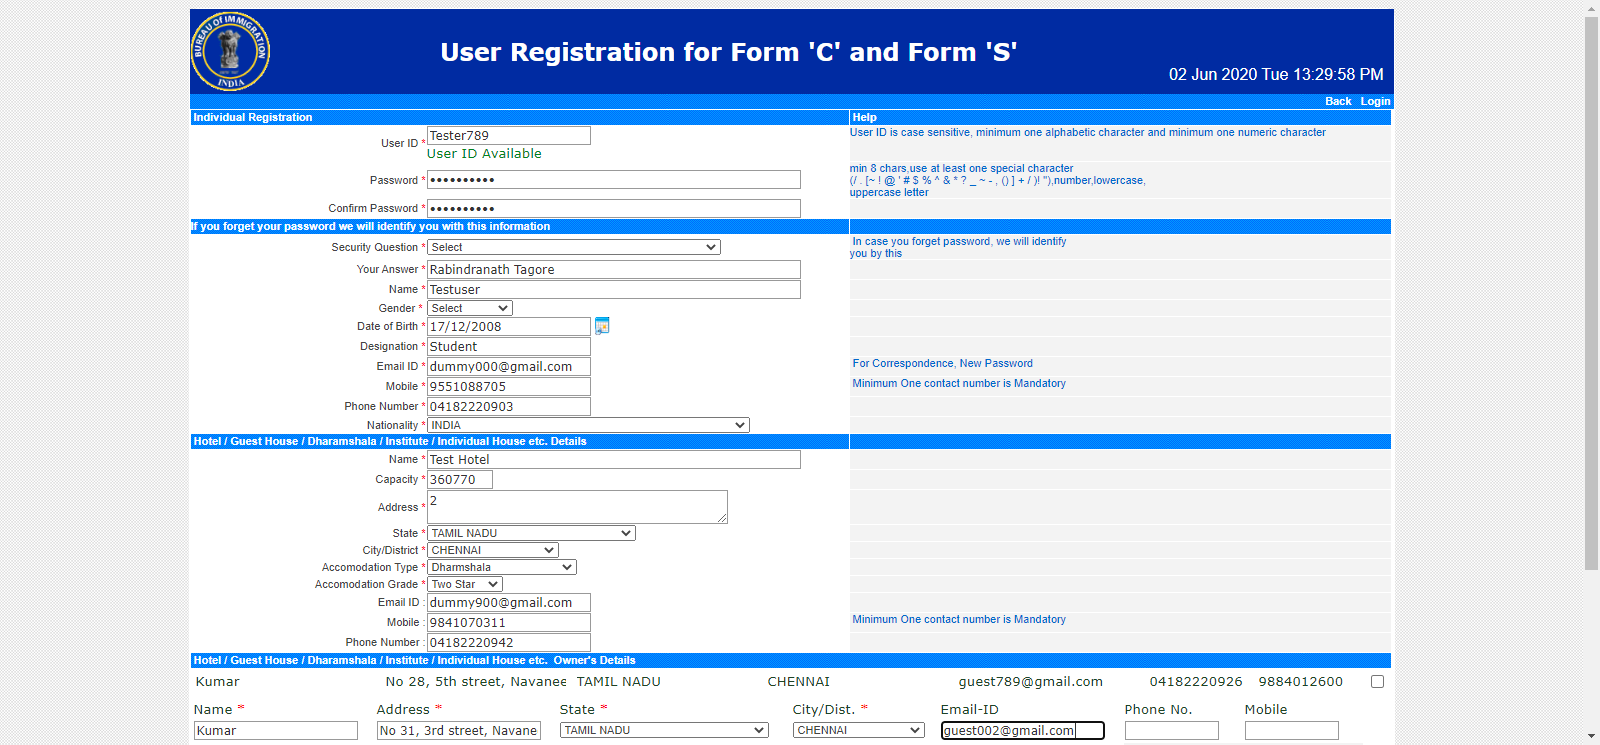 BUREAU OF IMMIGRATION
INDIA
User Registration for Form 'C' and Form 'S'
02 Jun 2020 Tue 13:29:58 PM
Back Login
Individual Registration Help
User ID * Tester789 User ID is case sensitive, minimum one alphabetic character and minimum one numeric character
User ID Available
min 8 chars,use at least one special character
Password * •••••••••• (/ . [~ ! @ ' # $ % ^ & * ? _ ~ - , () ] + / )! "),number,lowercase,
uppercase letter
Confirm Password * ••••••••••
If you forget your password we will identify you with this information
Security Question * Select In case you forget password, we will identify
you by this
Your Answer * Rabindranath Tagore
Name * Testuser
Gender * Select
Date of Birth * 17/12/2008
Designation * Student
Email ID * dummy000@gmail.com For Correspondence, New Password
Mobile * 9551088705 Minimum One contact number is Mandatory
Phone Number * 04182220903
Nationality * INDIA
Hotel / Guest House / Dharamshala / Institute / Individual House etc. Details
Name * Test Hotel
Capacity * 360770
Address * 2
State * TAMIL NADU
City/District * CHENNAI
Accomodation Type * Dharmshala
Accomodation Grade * Two Star
Email ID : dummy900@gmail.com
Mobile : 9841070311 Minimum One contact number is Mandatory
Phone Number : 04182220942
Hotel / Guest House / Dharamshala / Institute / Individual House etc. Owner's Details
Kumar No 28, 5th street, Navanee TAMIL NADU CHENNAI guest789@gmail.com 04182220926 9884012600
Name * Address * State * City/Dist. * Email-ID Phone No. Mobile
Kumar No 31, 3rd street, Navane TAMIL NADU CHENNAI guest002@gmail.com